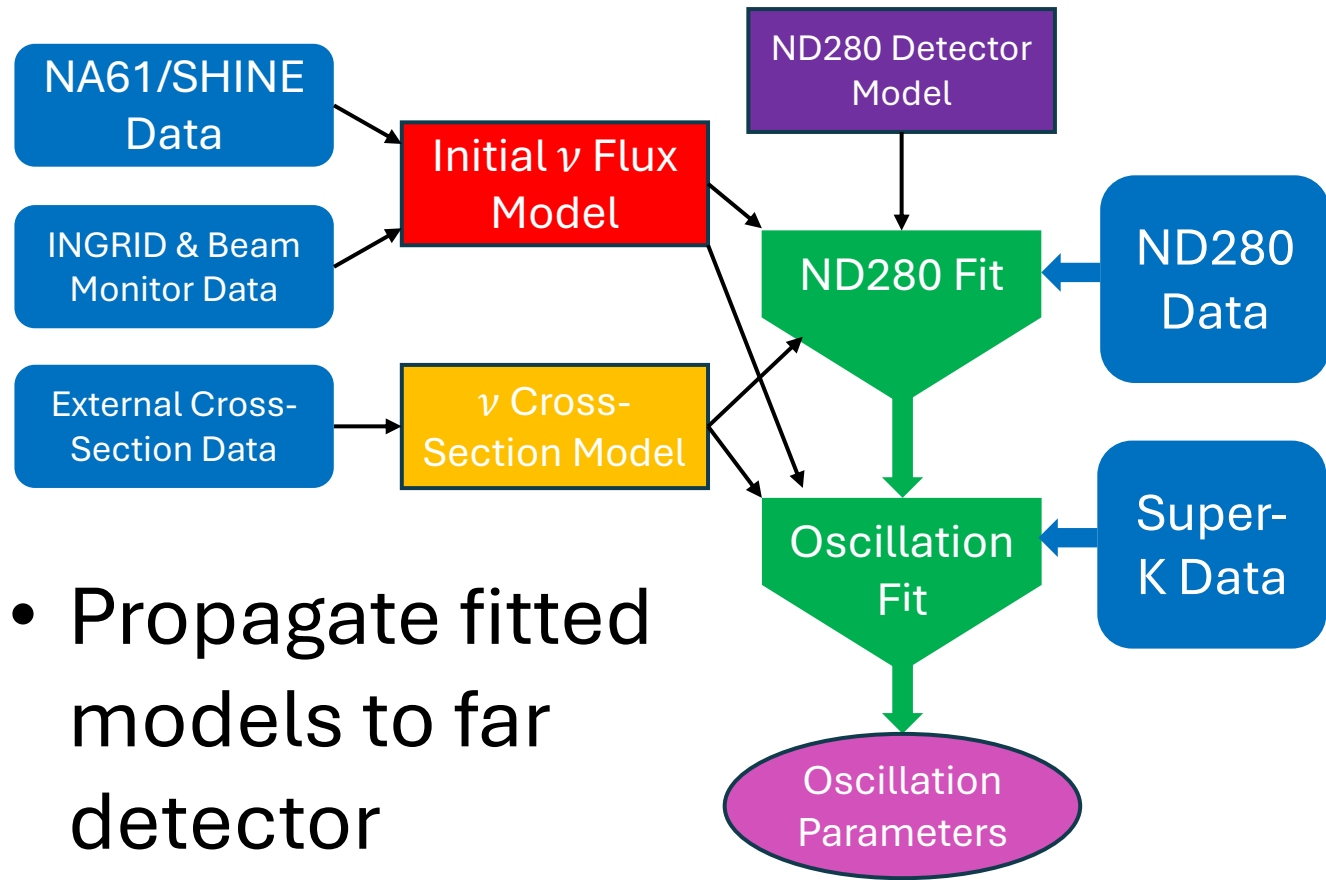 NA61/SHINE
Data
INGRID & Beam
Monitor Data
External Cross-
Section Data
Initial ν Flux
Model
ν Cross-
Section Model
ND280 Detector
Model
ND280 Fit
ND280
Data
Oscillation
Fit
Super-
K Data
Oscillation
Parameters
• Propagate fitted
models to far
detector